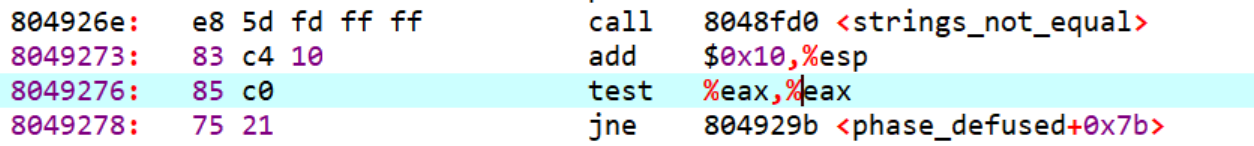 804926e: e8 5d fd ff ff call 8048fd0 <strings_not_equal>
8049273: 83 c4 10 add $0x10,%esp
8049276: 85 c0 test %eax,%eax
8049278: 75 21 jne 804929b <phase_defused+0x7b>